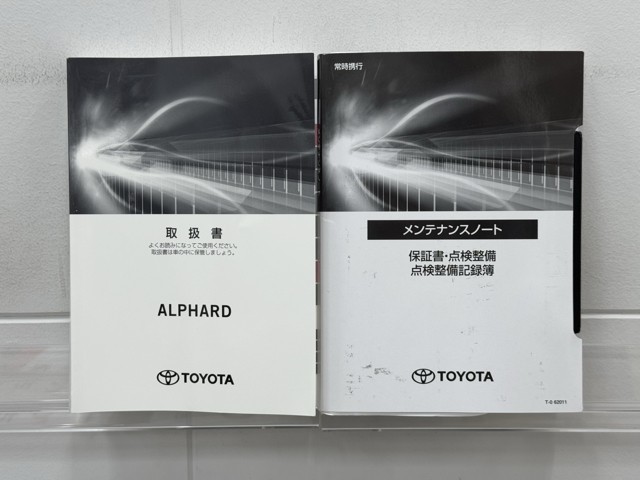 取扱書
よくお読みになってご使用ください。
取扱書は車の中に保管しましょう。
ALPHARD
TOYOTA
常時携行
メンテナンスノート
保証書・点検整備
点検整備記録簿
TOYOTA
T-0 62011